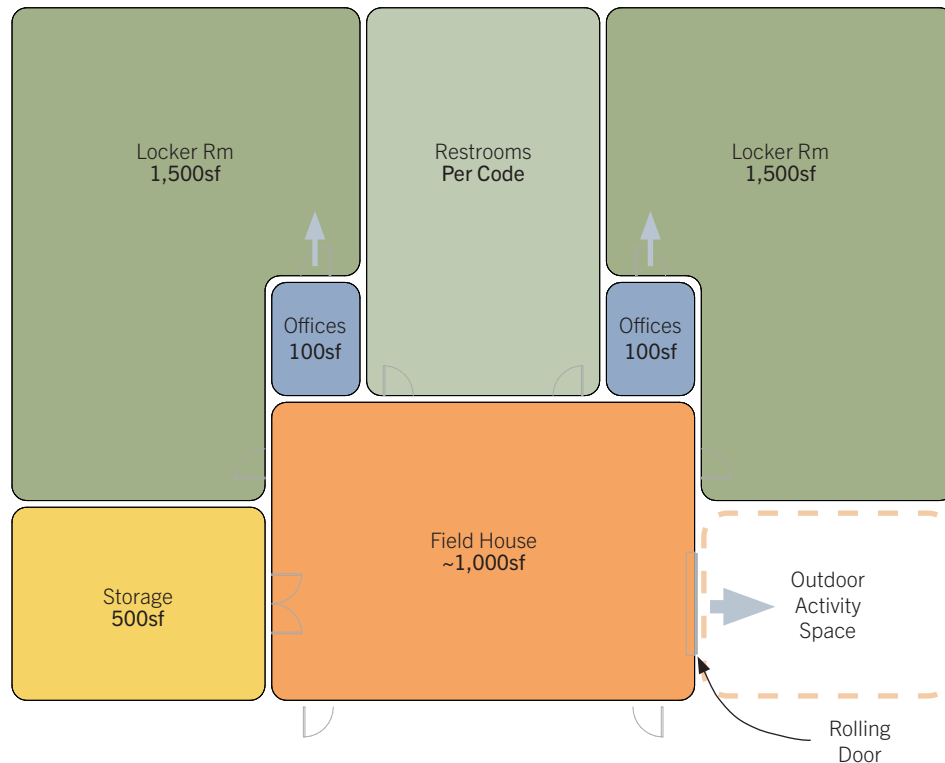 Locker Rm
1,500sf
Restrooms
Per Code
Locker Rm
1,500sf
Offices
100sf
Offices
100sf
Field House
~1,000sf
Storage
500sf
Outdoor
Activity
Space
Rolling
Door